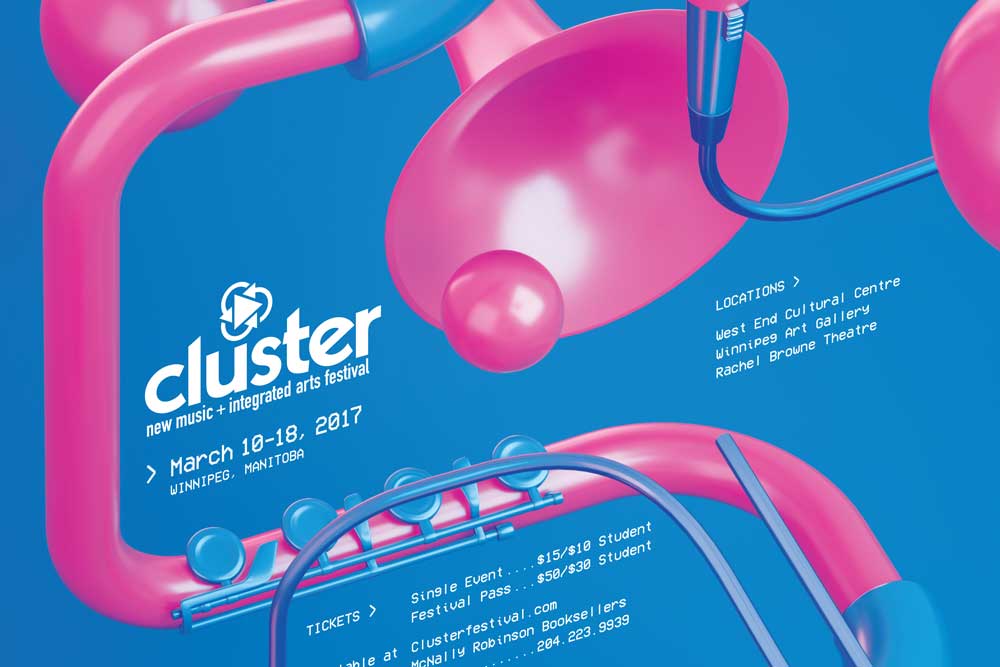 cluster
new music + integrated arts festival
> March 10-18, 2017
WINNIPEG, MANITOBA
LOCATIONS >
West End Cultural Centre
Winnipeg Art Gallery
Rachel Browne Theatre
TICKETS >
Single Event....$15/$10 Student
Festival Pass...$50/$30 Student
at Clusterfestival.com
McNally Robinson Booksellers
.......204.223.9939